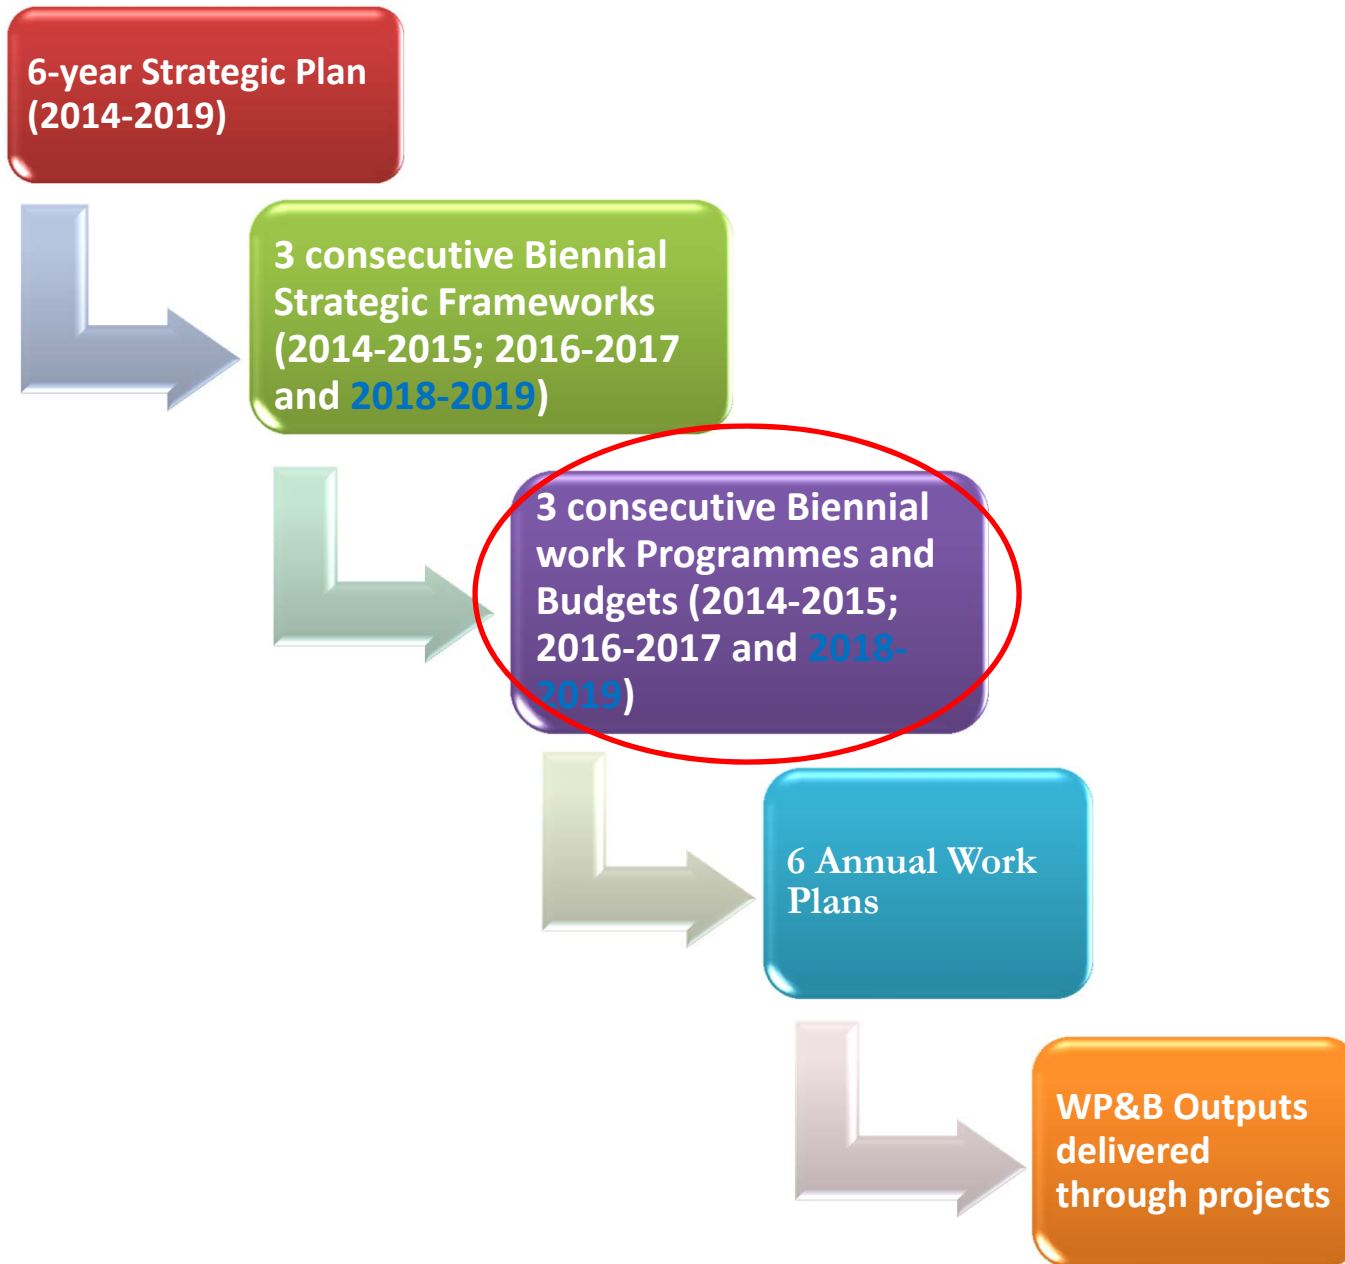 6-year Strategic Plan
(2014-2019)
3 consecutive Biennial
Strategic Frameworks
(2014-2015; 2016-2017
and 2018-2019)
3 consecutive Biennial
work Programmes and
Budgets (2014-2015;
2016-2017 and 2018-
2019)
6 Annual Work
Plans
WP&B Outputs
delivered
through projects